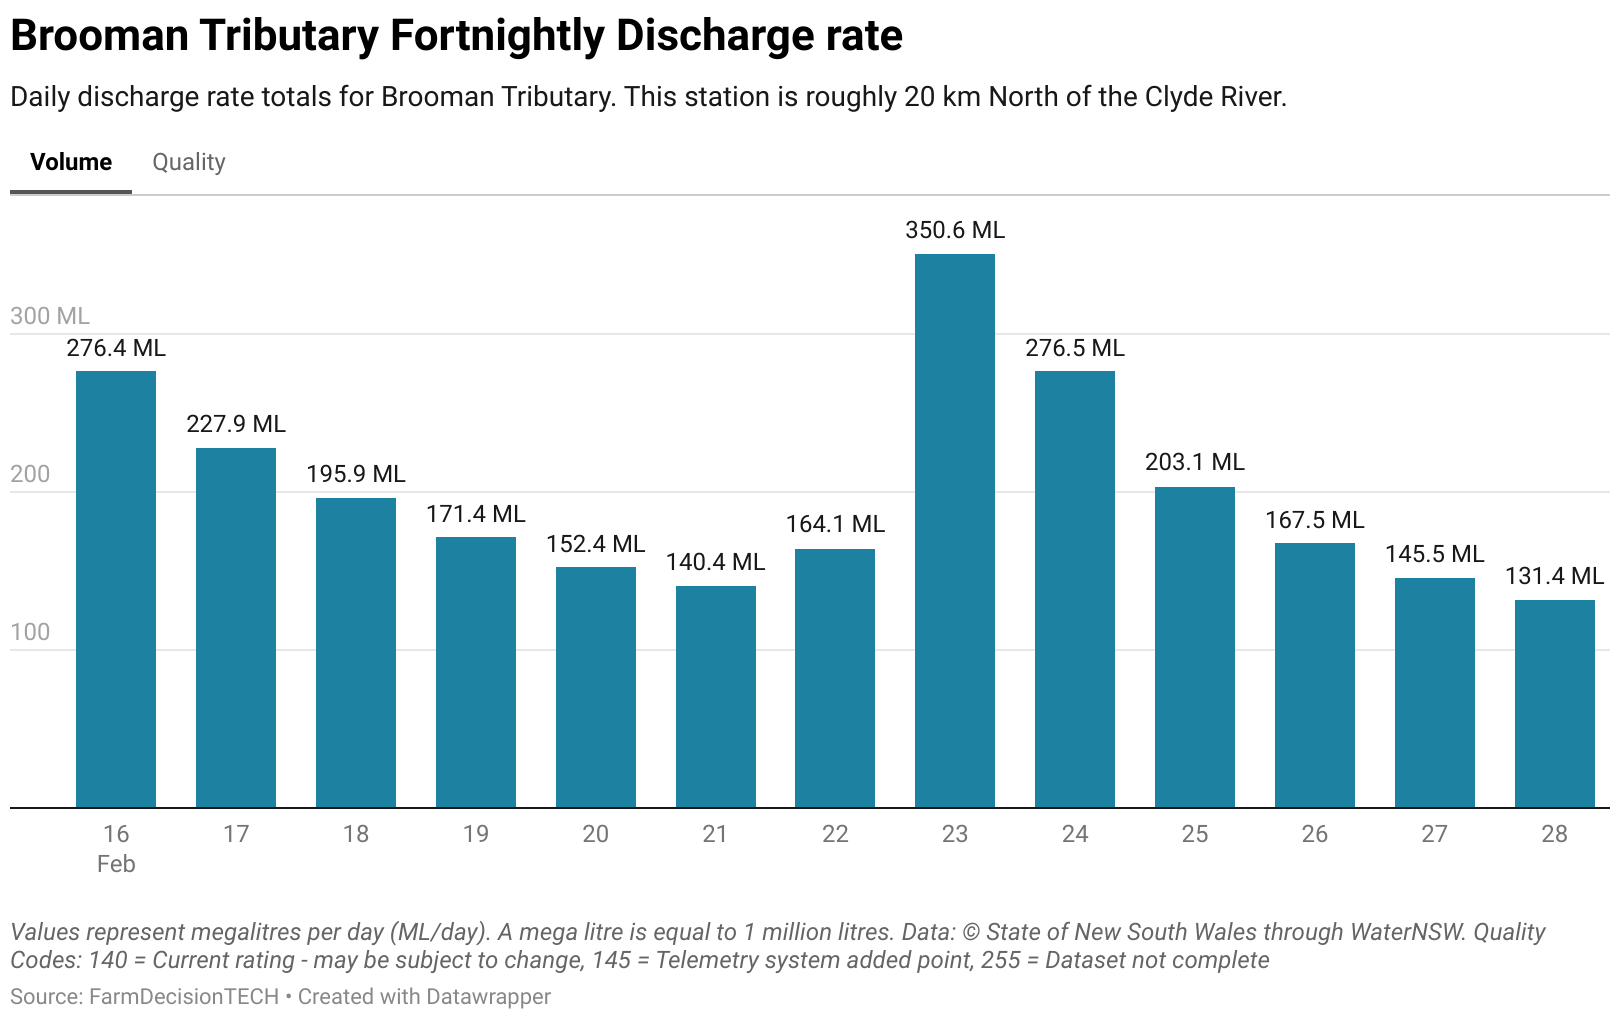 Brooman Tributary Fortnightly Discharge rate
Daily discharge rate totals for Brooman Tributary. This station is roughly 20 km North of the Clyde River.
Volume Quality
350.6 ML
300 ML
276.4 ML
276.5 ML
227.9 ML
203.1 ML
200
195.9 ML
171.4 ML
164.1 ML
167.5 ML
152.4 ML
140.4 ML
145.5 ML
131.4 ML
100
16 17 18 19 20 21 22 23 24 25 26 27 28
Feb
Values represent megalitres per day (ML/day). A mega litre is equal to 1 million litres. Data: © State of New South Wales through WaterNSW. Quality
Codes: 140 = Current rating - may be subject to change, 145 = Telemetry system added point, 255 = Dataset not complete
Source: FarmDecisionTECH • Created with Datawrapper